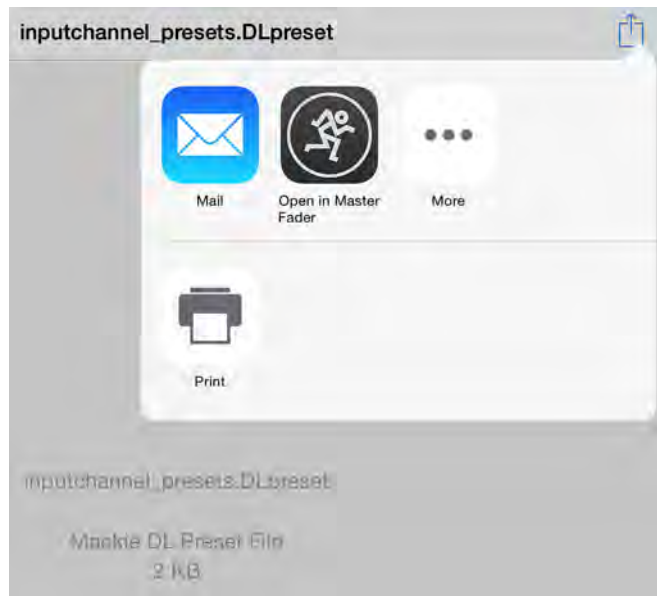 inputchannel_presets.DLpreset
Mail
Open in Master
Fader
More
Print
inputchannel_presets.DLpreset
Mackie DL Preset File
2 KB